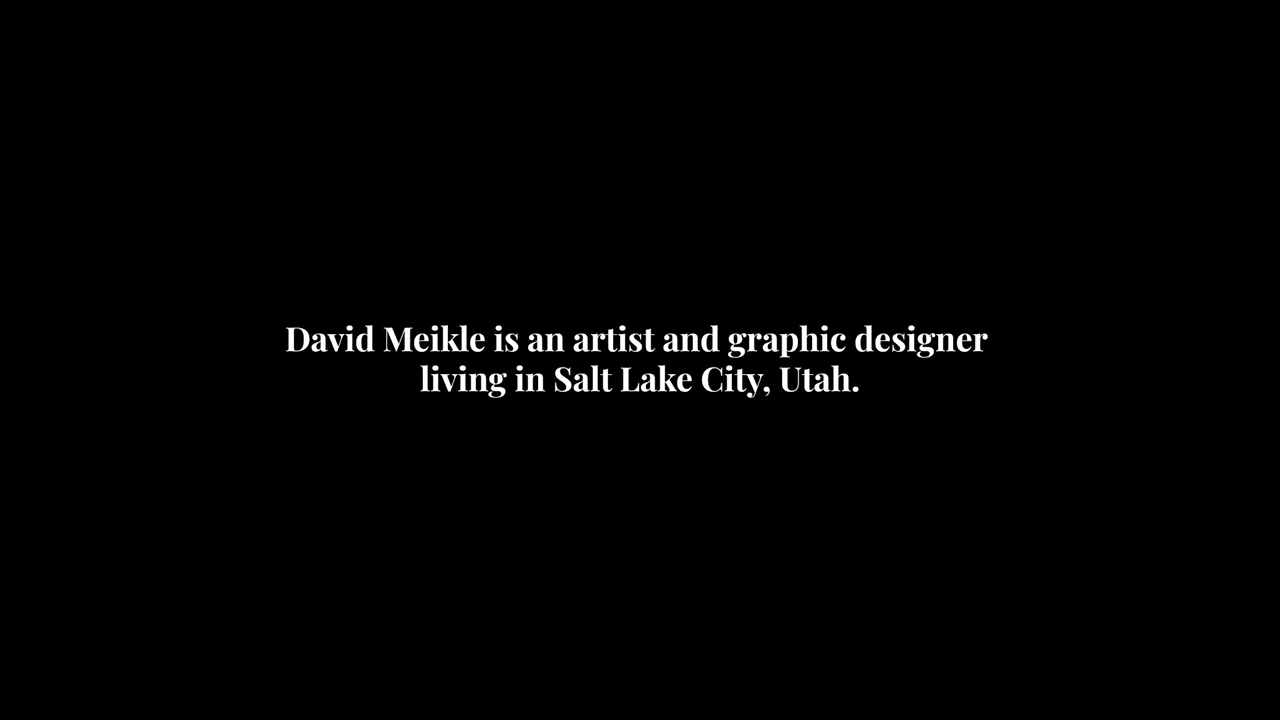 David Meikle is an artist and graphic designer
living in Salt Lake City, Utah.